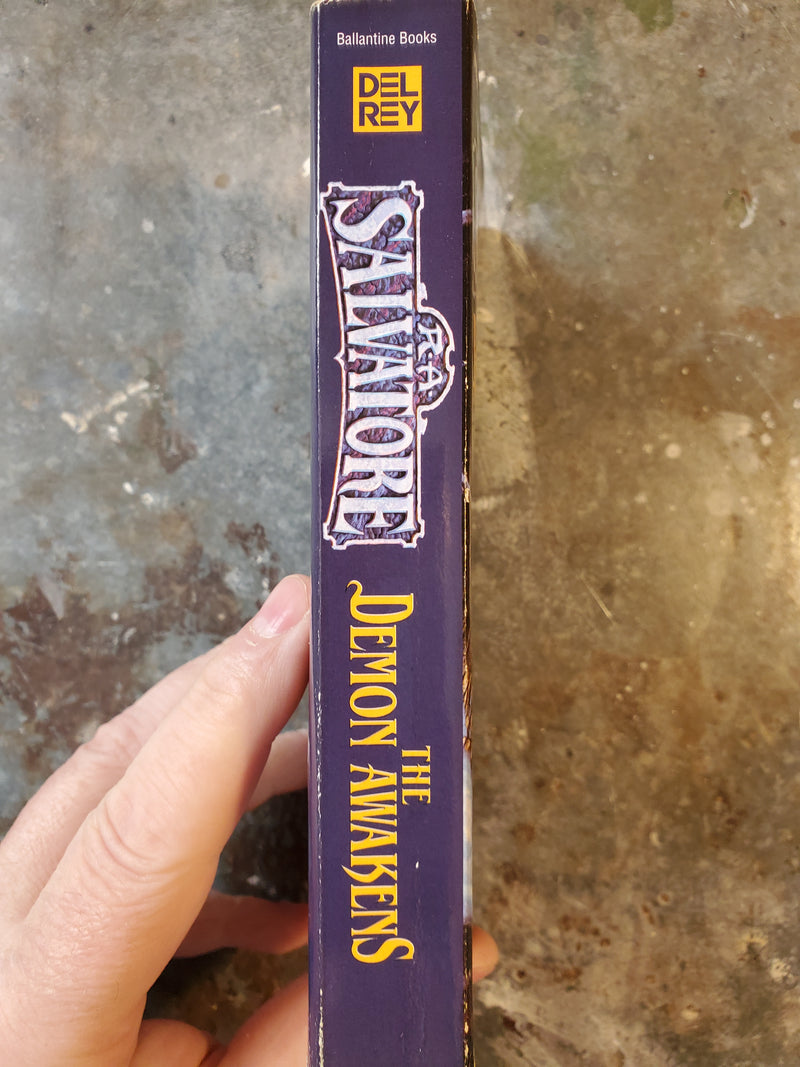 Ballantine Books
DEL
REY
R.A.
SALVATORE
THE
DEMON AWAKENS